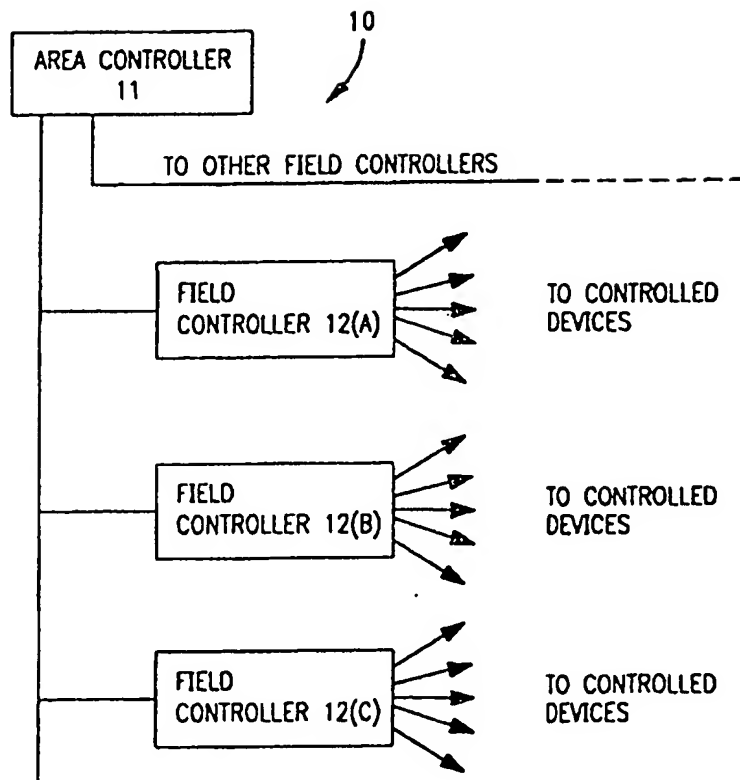 10
AREA CONTROLLER
11
TO OTHER FIELD CONTROLLERS
FIELD
CONTROLLER 12(A)
TO CONTROLLED
DEVICES
FIELD
CONTROLLER 12(B)
TO CONTROLLED
DEVICES
FIELD
CONTROLLER 12(C)
TO CONTROLLED
DEVICES